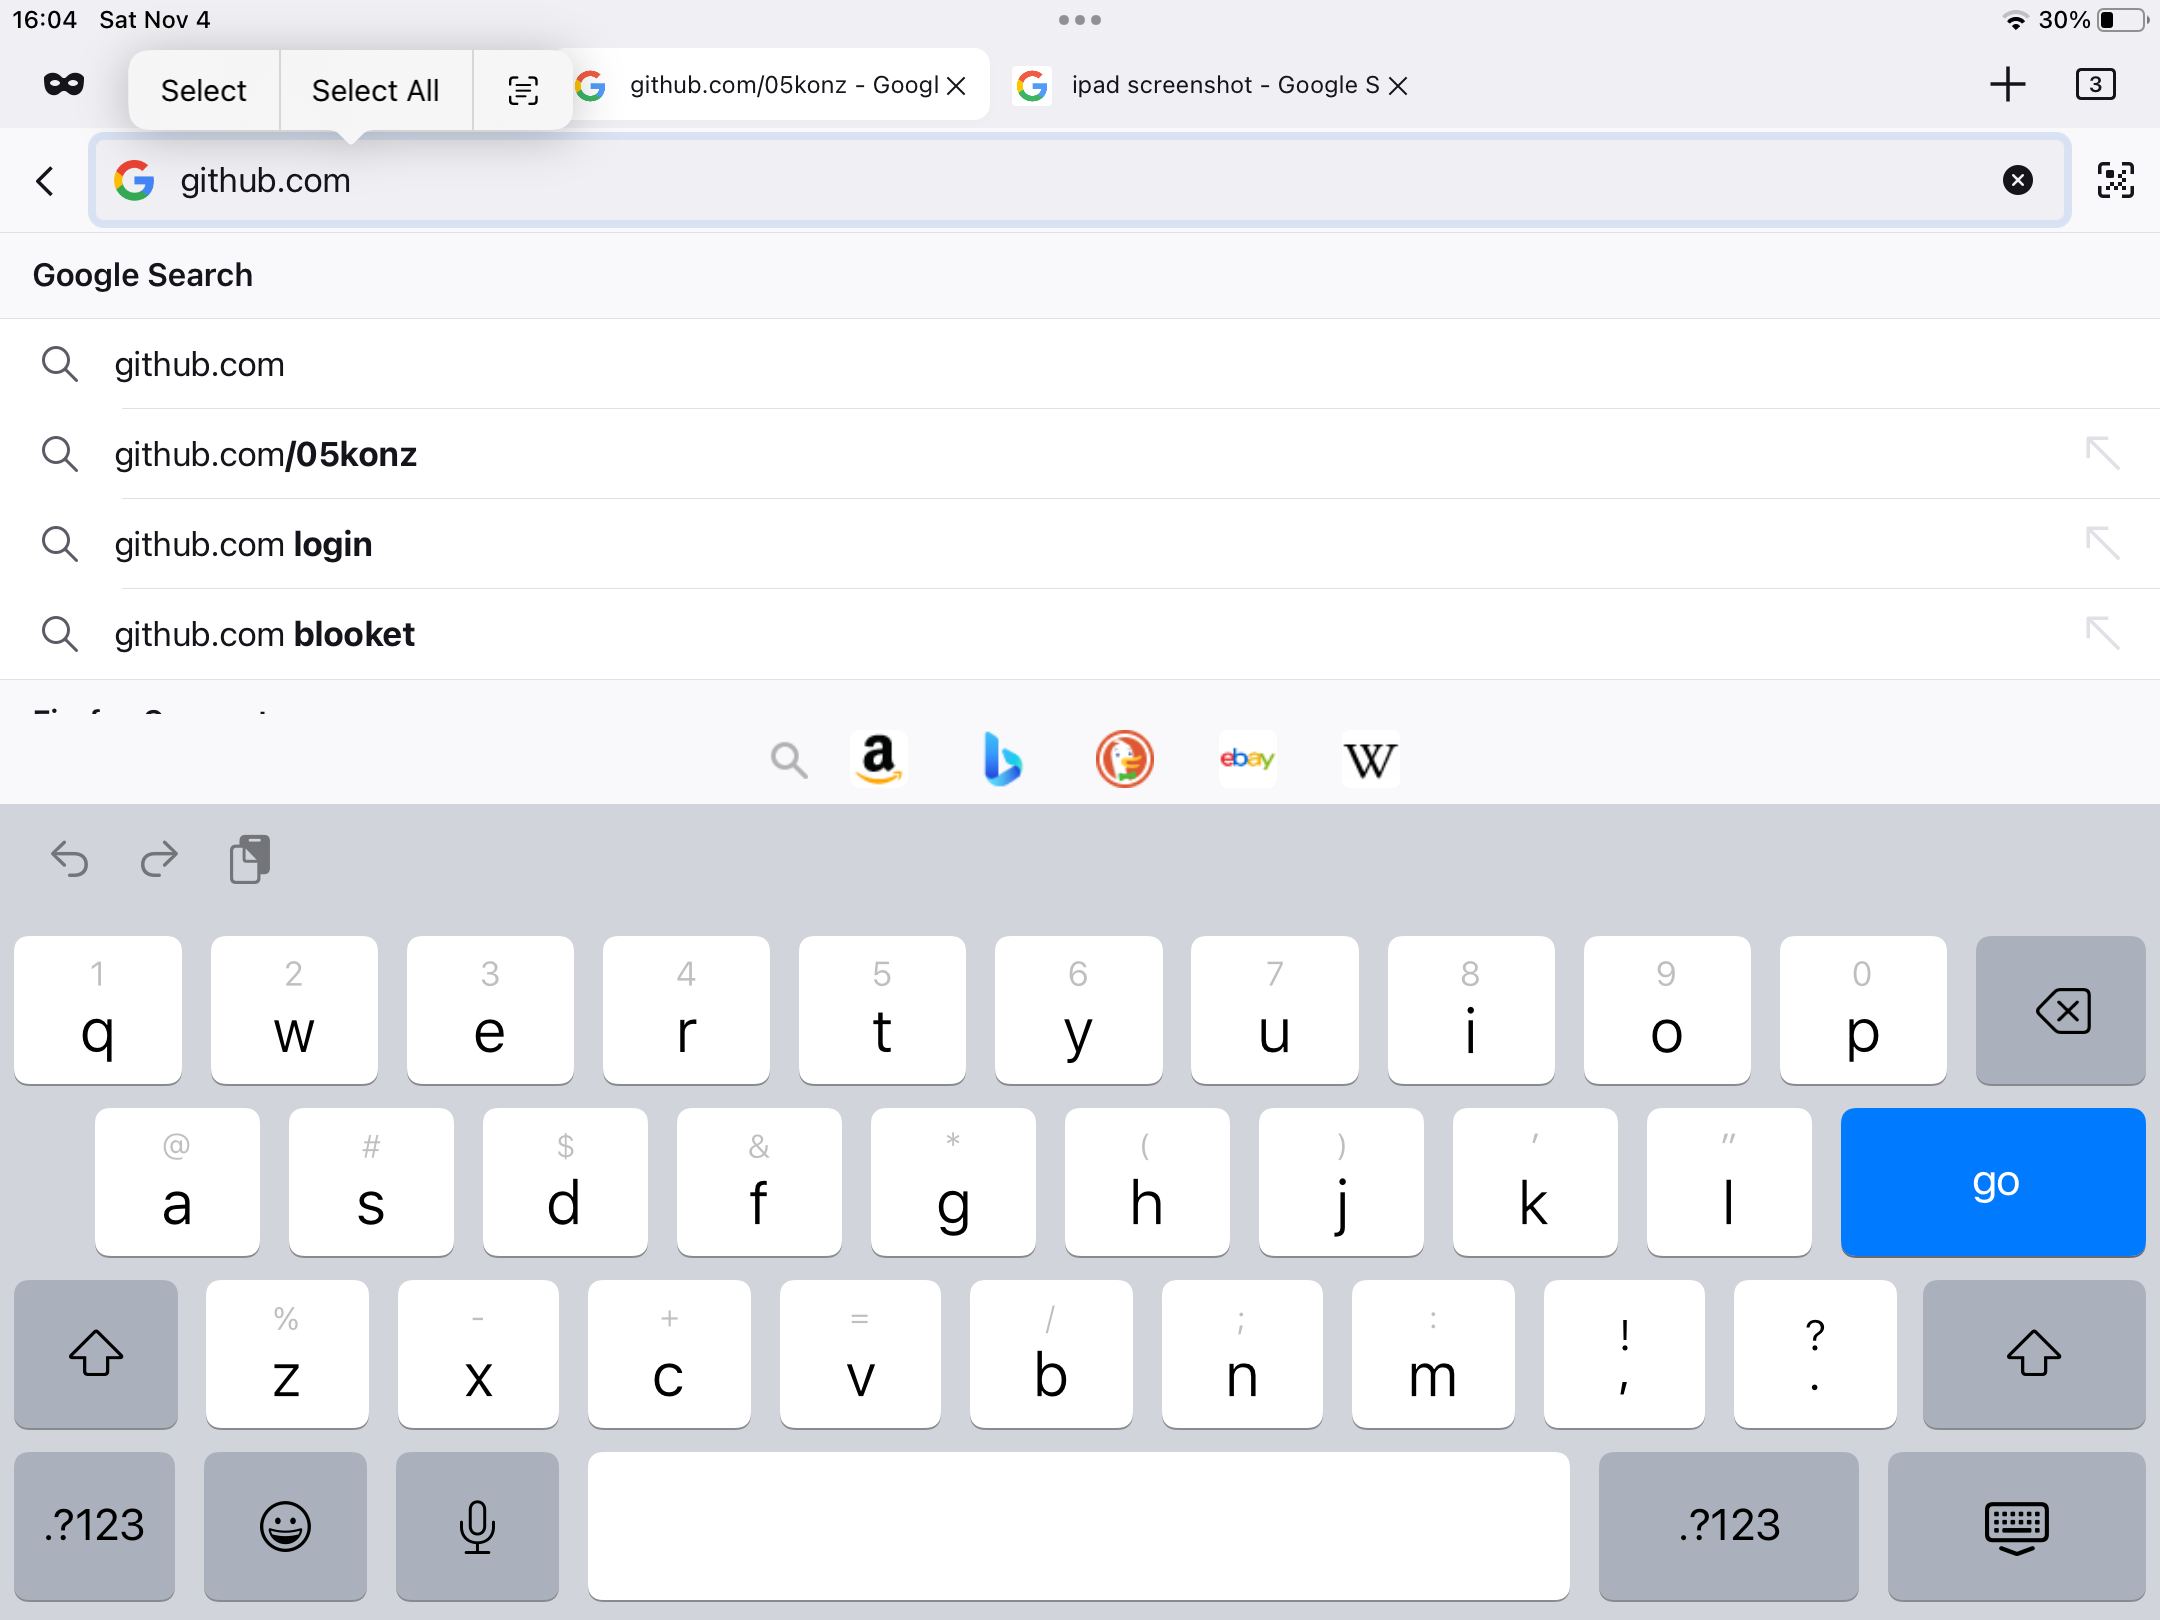 16:04 Sat Nov 4
30%
Select Select All
github.com/05konz - Googl
ipad screenshot - Google S
3
github.com
Google Search
github.com
github.com/05konz
github.com login
github.com blooket
a
ebay
W
1 2 3 4 5 6 7 8 9 0
q w e r t y u i o p
@ # $ & * ( ) ' "
a s d f g h j k l go
% - + = / ; : ! ?
z x c v b n m , .
.?123 .?123